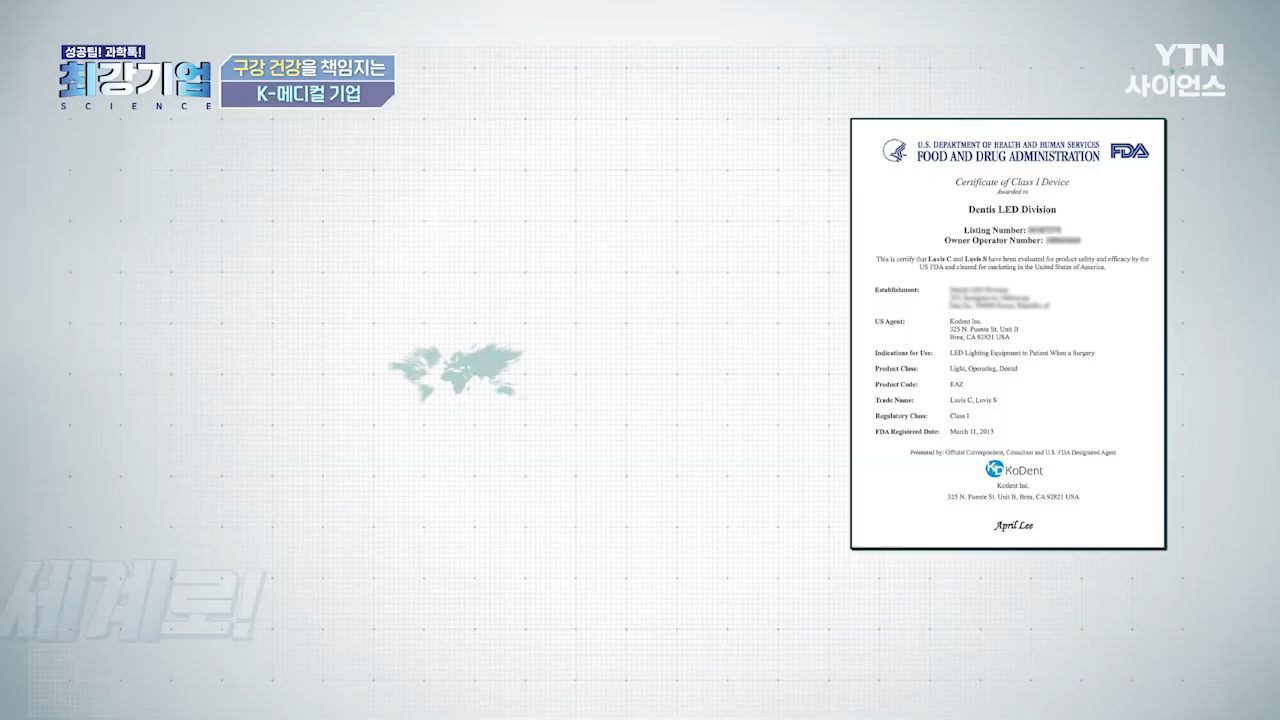 성공팁! 과학톡!
최강기업
SCIENCE
구강 건강을 책임지는
K-메디컬 기업
YTN
사이언스
U.S. DEPARTMENT OF HEALTH AND HUMAN SERVICES
FOOD AND DRUG ADMINISTRATION
FDA
Certificate of Class I Device
Awarded to
Dentis LED Division
Listing Number:
Owner Operator Number:
This is certify that Luvis C and Luvis S have been evaluated for product safety and efficacy by the
US FDA and cleared for marketing in the United States of America.
Establishment:
US Agent: Kodent Inc.
325 N. Puente St. Unit B
Brea, CA 92821 USA
Indications for Use: LED Lighting Equipment to Patient When a Surgery
Product Class: Light, Operating, Dental
Product Code: EAZ
Trade Name: Luvis C, Luvis S
Regulatory Class: Class I
FDA Registered Date: March 11, 2013
Presented by: Official Correspondent, Consultant and U.S. FDA Designated Agent
KD KoDent
Kodent Inc.
325 N. Puente St. Unit B, Brea, CA 92821 USA
April Lee
세계로!